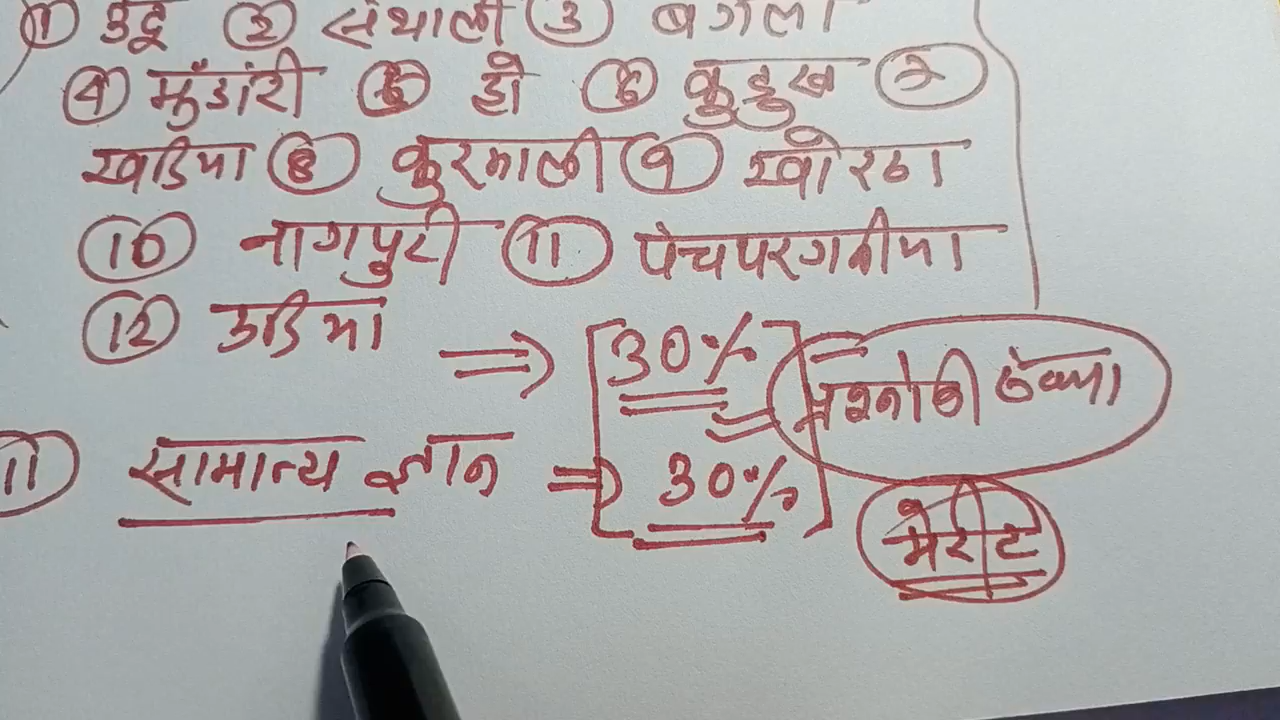 ① उर्दू ② संथाली ③ बंगला
④ मुँडारी ⑤ हो ⑥ कुडुख ⑦
खडिया ⑧ कुरमाली ⑨ खोरठा
⑩ नागपुरी ⑪ पंचपरगनीया
⑫ उडिया ⇒ [30%]
11 सामान्य ज्ञान ⇒ 30%
मेरीट